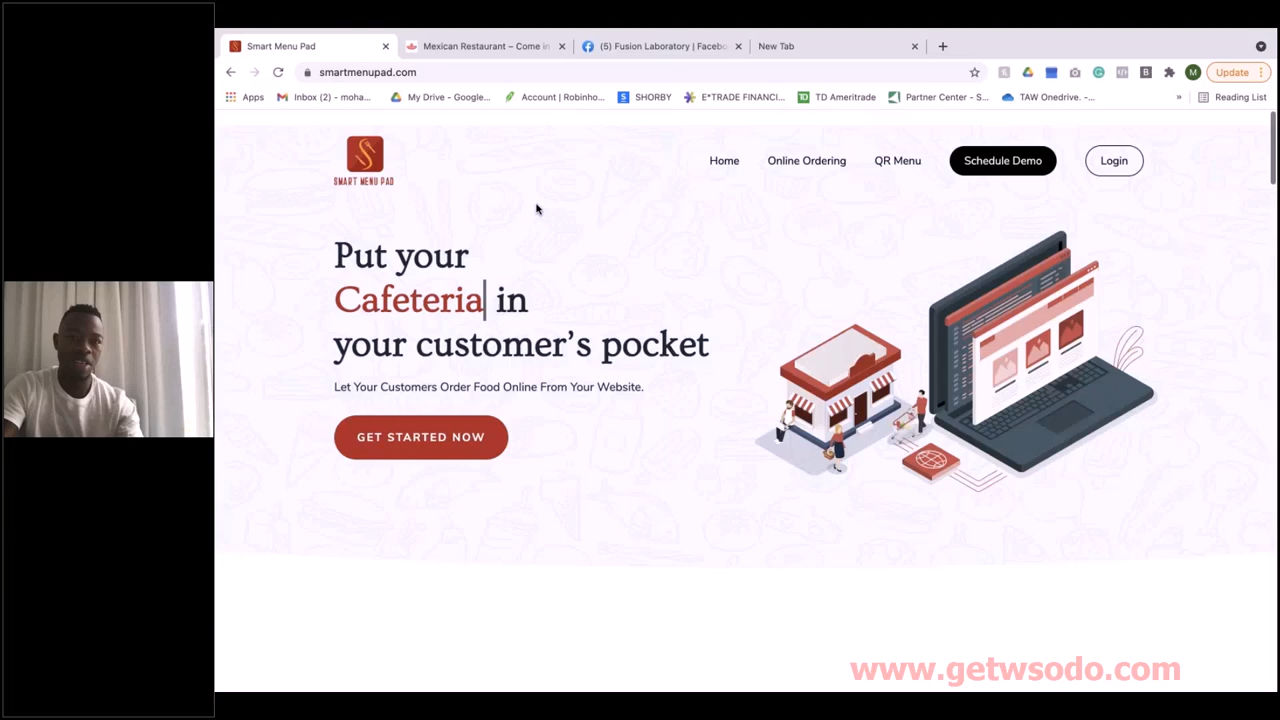 Smart Menu Pad
Mexican Restaurant – Come in
(5) Fusion Laboratory | Facebo
New Tab
smartmenupad.com
M
Update
Apps
Inbox (2) - moha...
My Drive - Google...
Account | Robinho...
SHORBY
E*TRADE FINANCI...
TD Ameritrade
Partner Center - S...
TAW Onedrive. -...
»
Reading List
SMART MENU PAD
Home
Online Ordering
QR Menu
Schedule Demo
Login
Put your
Cafeteria in
your customer’s pocket
Let Your Customers Order Food Online From Your Website.
GET STARTED NOW
www.getwsodo.com